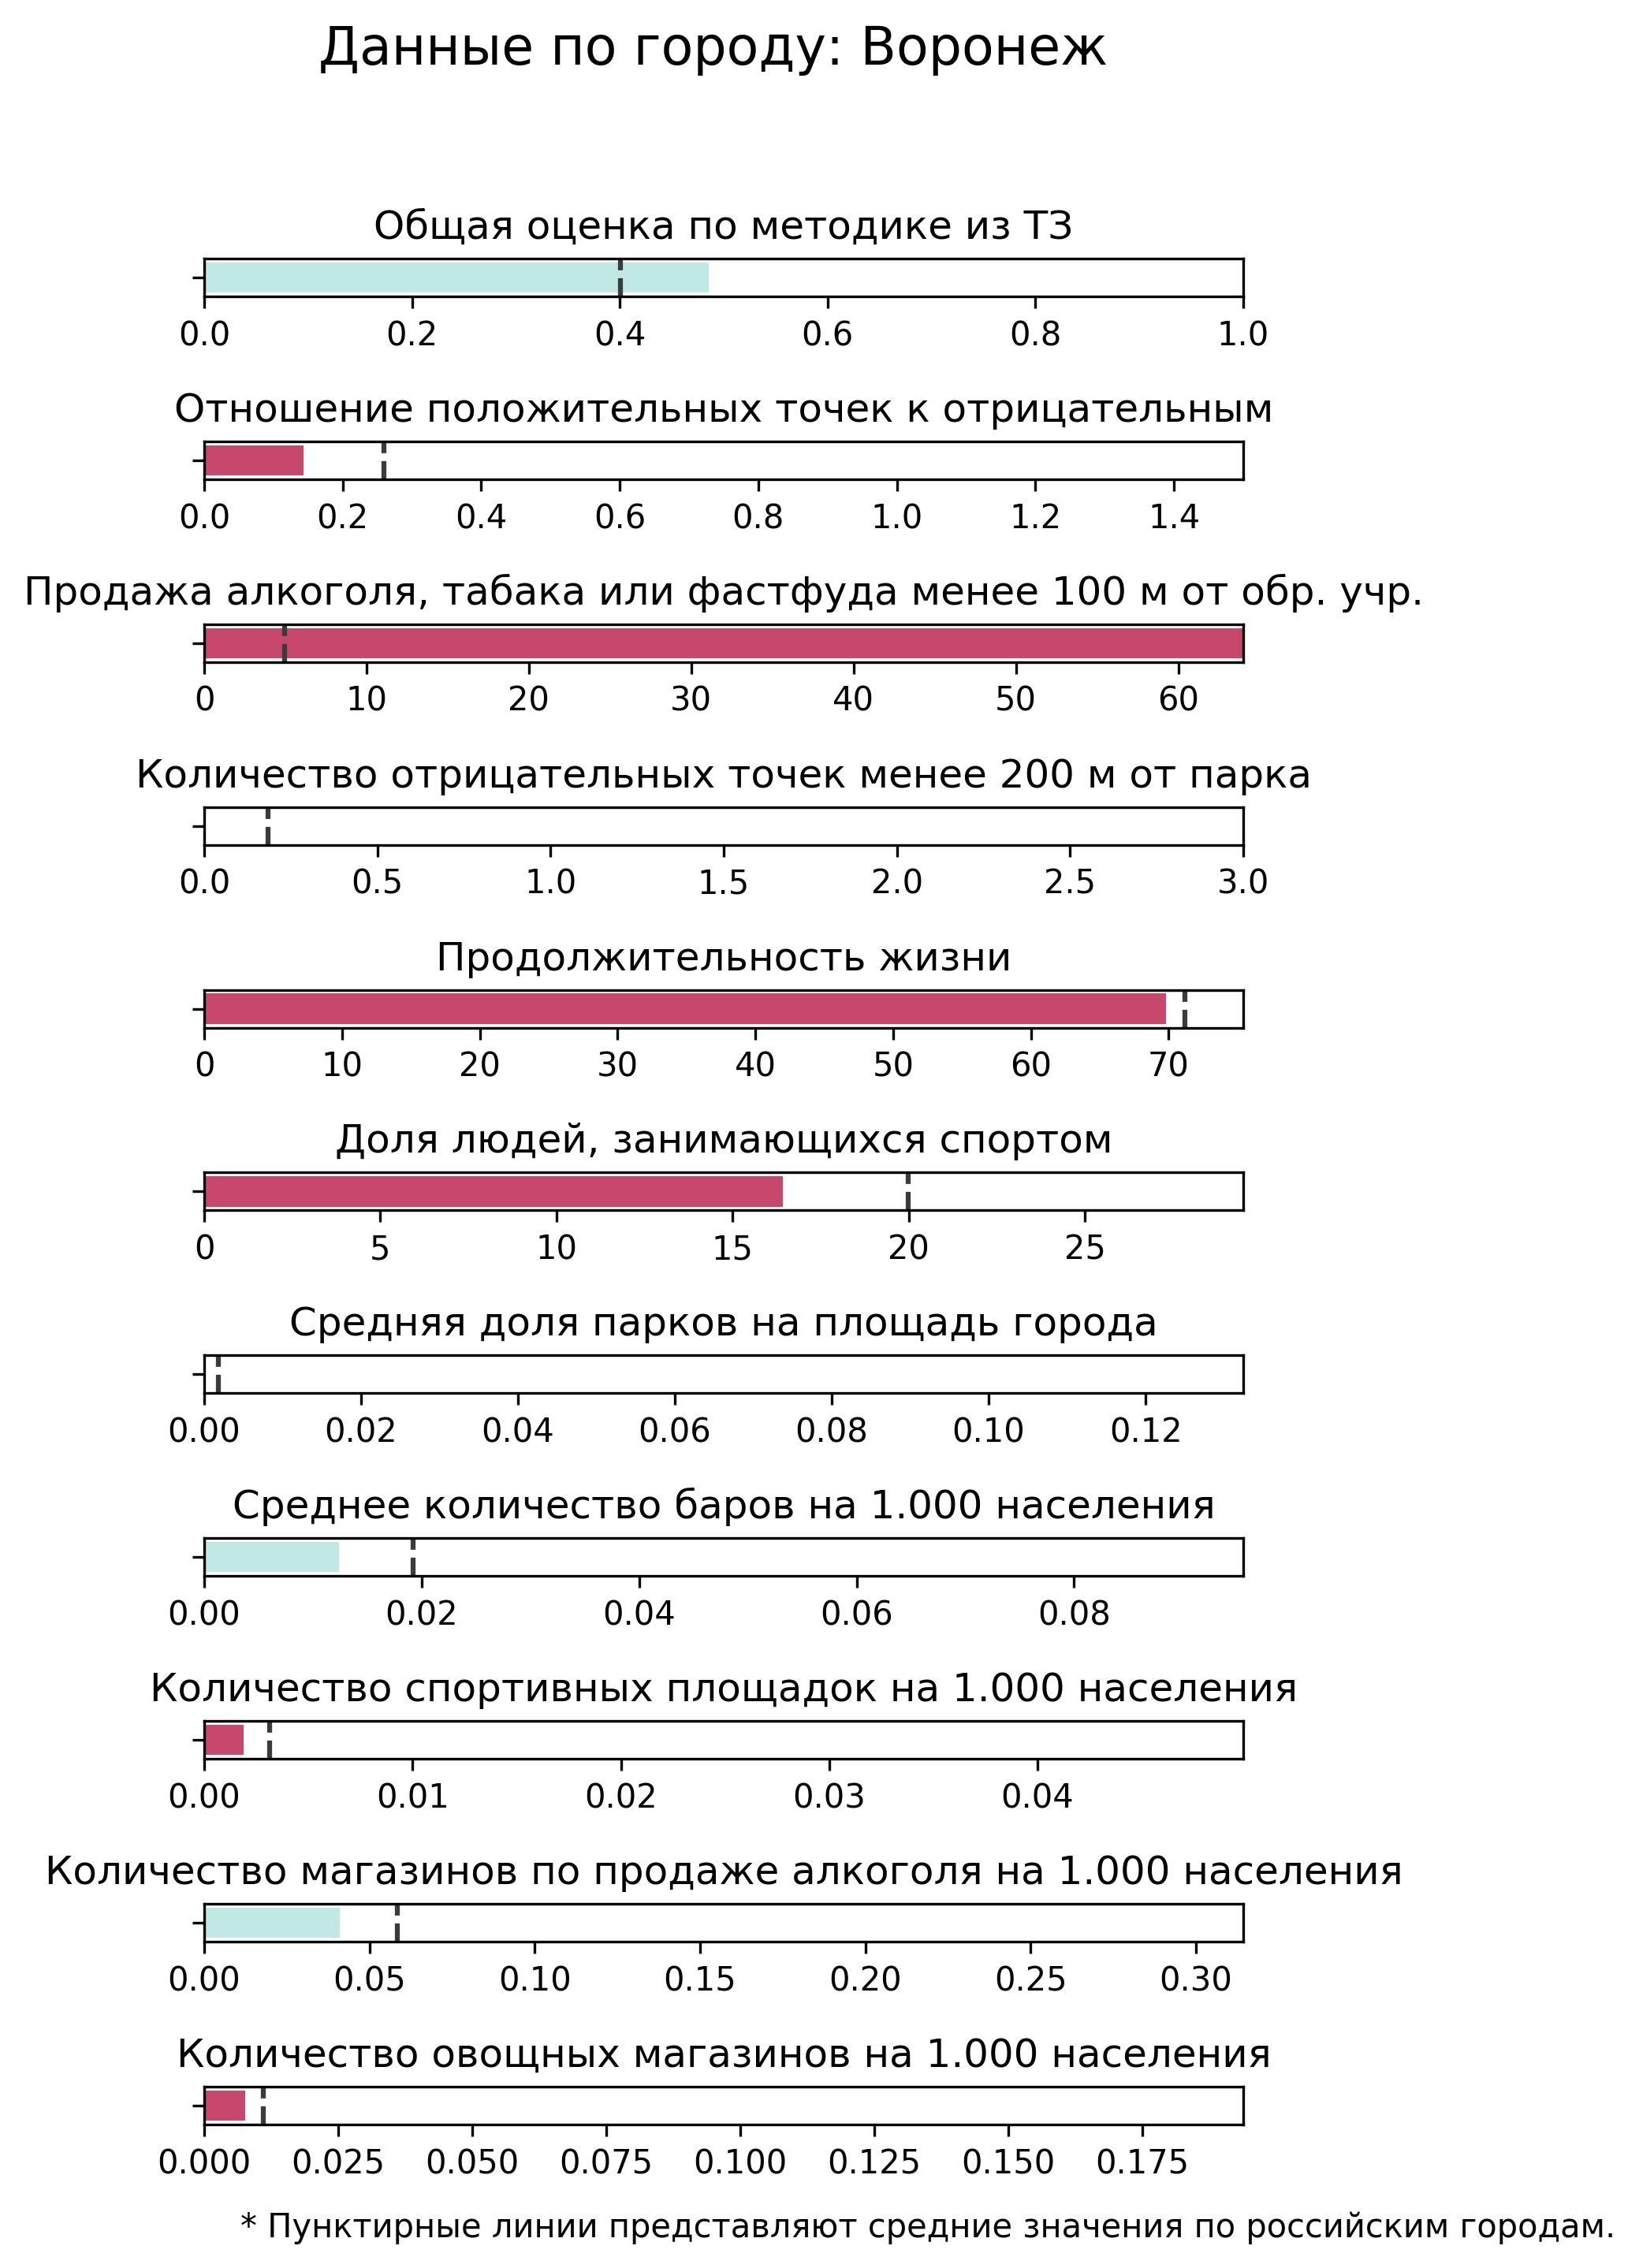 Данные по городу: Воронеж
Общая оценка по методике из ТЗ
0.0 0.2 0.4 0.6 0.8 1.0
Отношение положительных точек к отрицательным
0.0 0.2 0.4 0.6 0.8 1.0 1.2 1.4
Продажа алкоголя, табака или фастфуда менее 100 м от обр. учр.
0 10 20 30 40 50 60
Количество отрицательных точек менее 200 м от парка
0.0 0.5 1.0 1.5 2.0 2.5 3.0
Продолжительность жизни
0 10 20 30 40 50 60 70
Доля людей, занимающихся спортом
0 5 10 15 20 25
Средняя доля парков на площадь города
0.00 0.02 0.04 0.06 0.08 0.10 0.12
Среднее количество баров на 1.000 населения
0.00 0.02 0.04 0.06 0.08
Количество спортивных площадок на 1.000 населения
0.00 0.01 0.02 0.03 0.04
Количество магазинов по продаже алкоголя на 1.000 населения
0.00 0.05 0.10 0.15 0.20 0.25 0.30
Количество овощных магазинов на 1.000 населения
0.000 0.025 0.050 0.075 0.100 0.125 0.150 0.175
* Пунктирные линии представляют средние значения по российским городам.